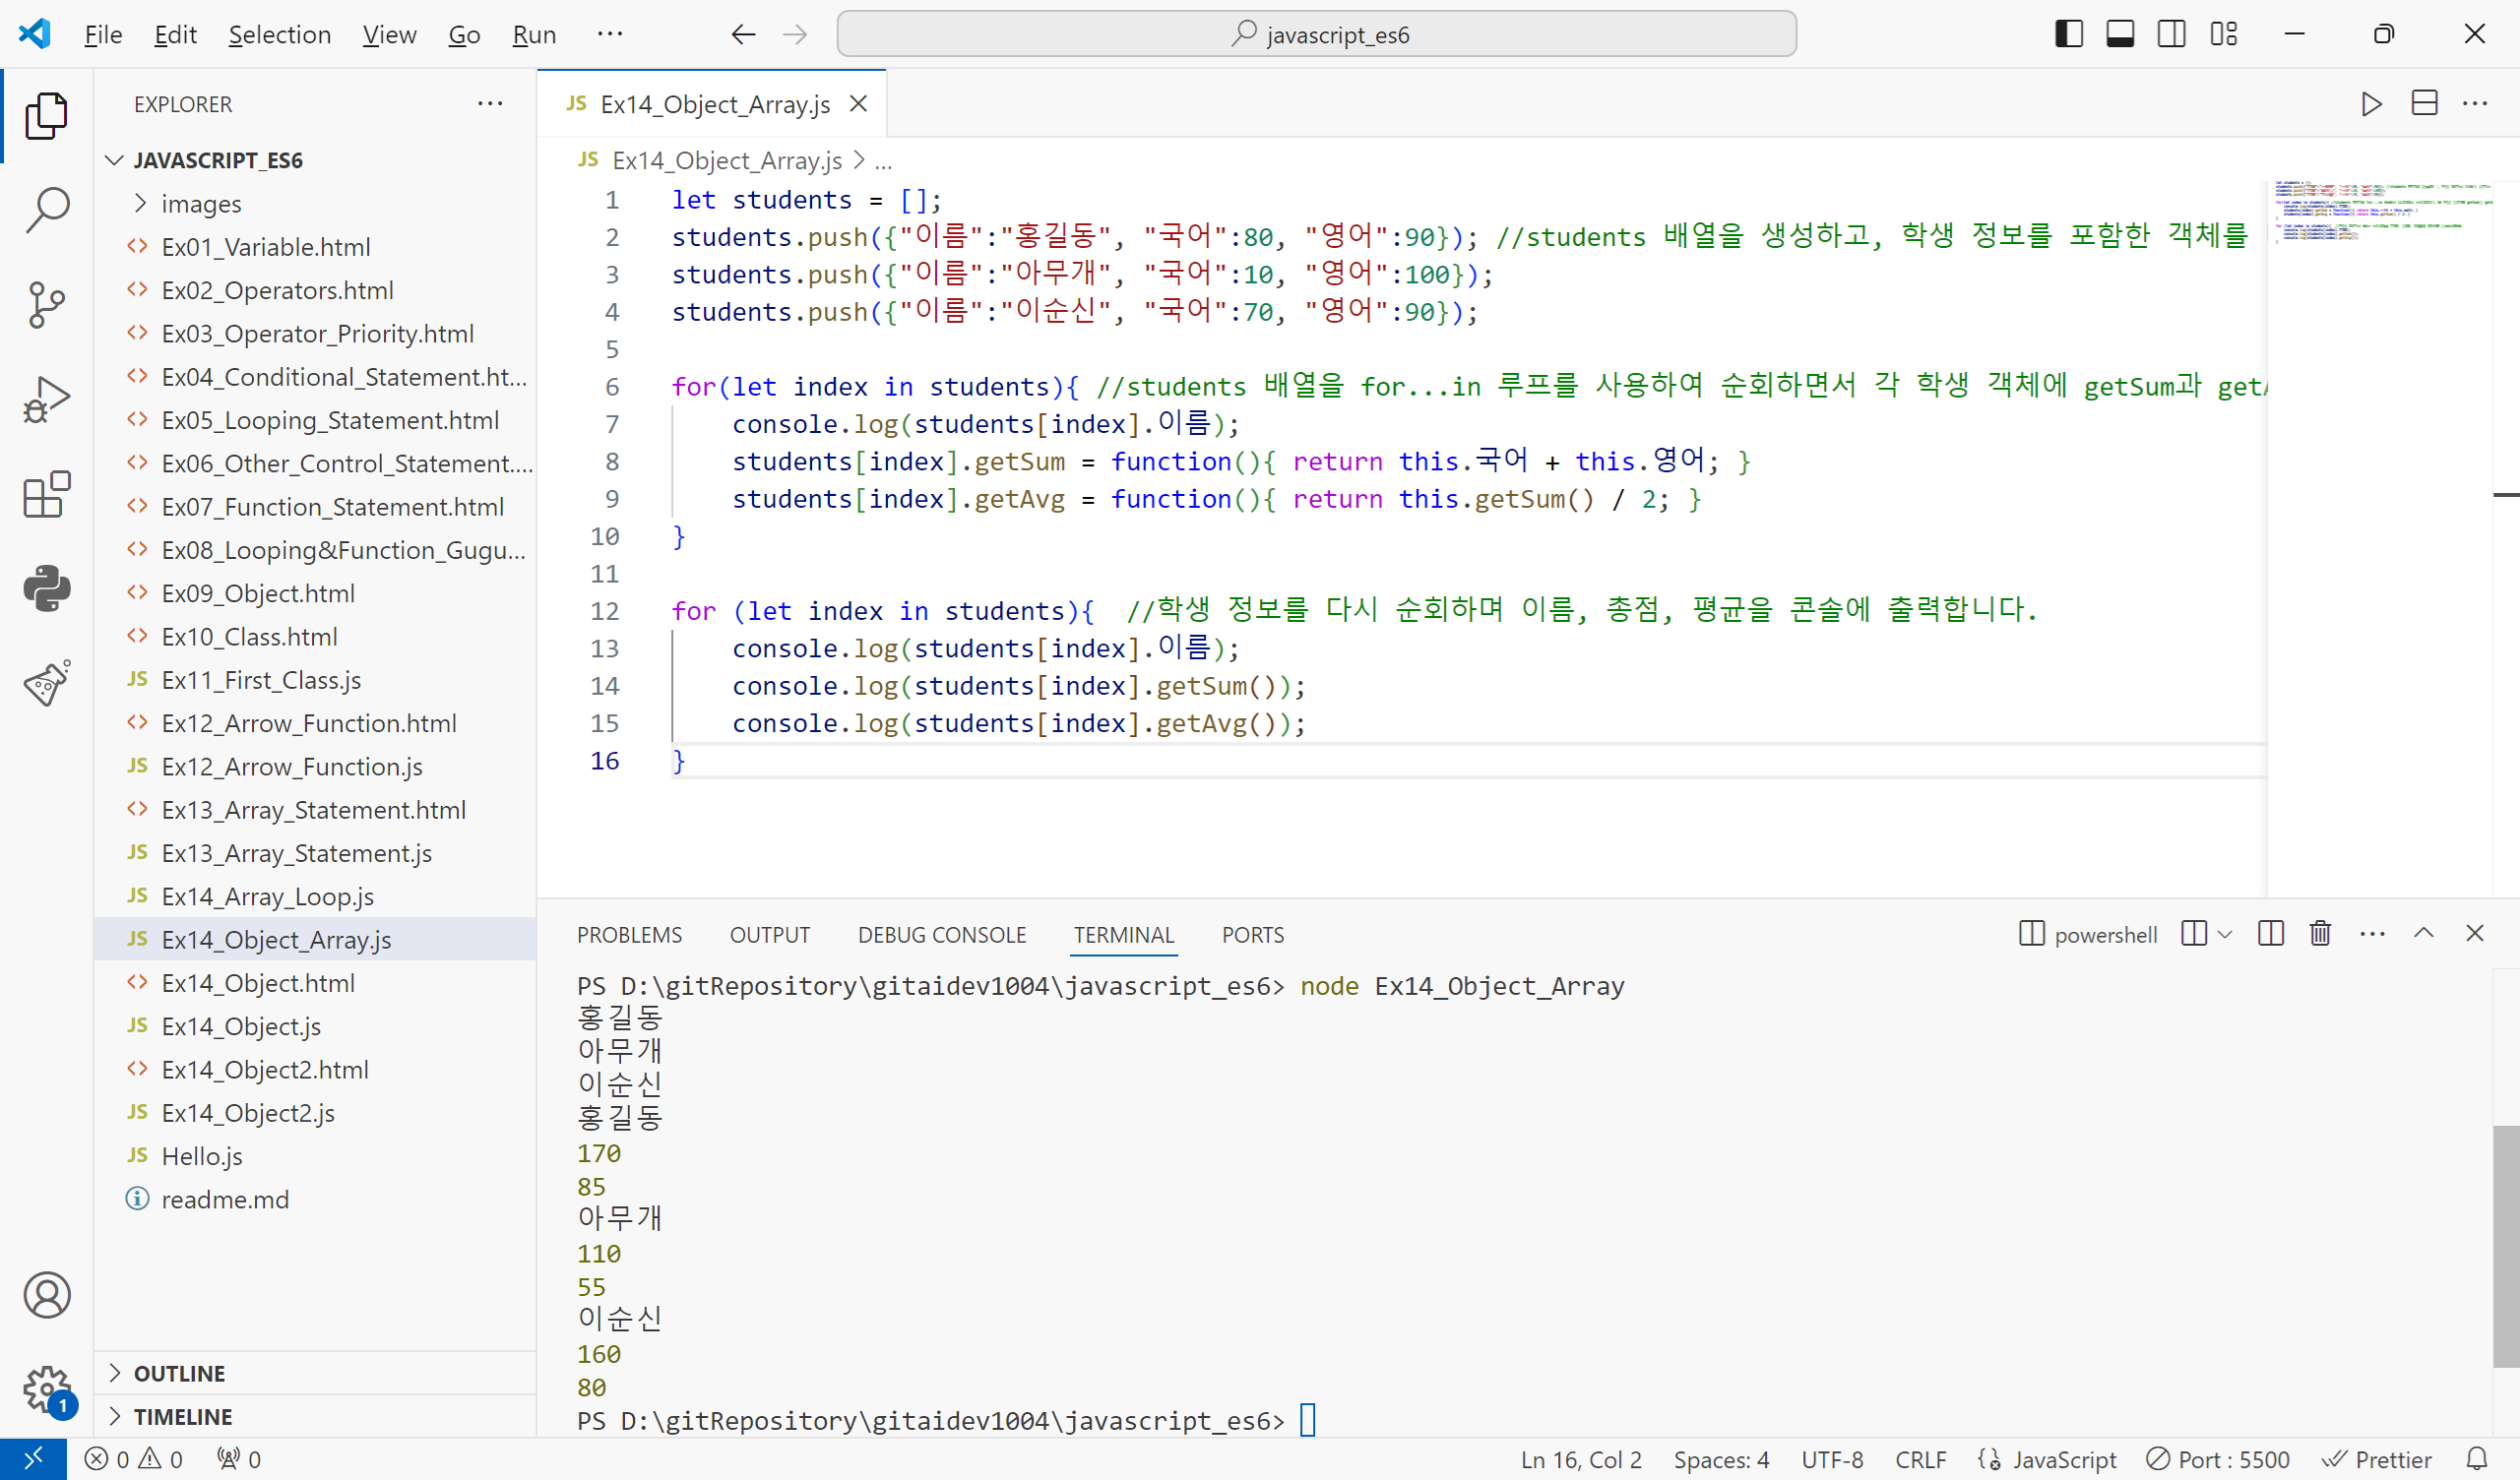 File Edit Selection View Go Run ··· javascript_es6
EXPLORER ···
JAVASCRIPT_ES6
images
Ex01_Variable.html
Ex02_Operators.html
Ex03_Operator_Priority.html
Ex04_Conditional_Statement.ht...
Ex05_Looping_Statement.html
Ex06_Other_Control_Statement....
Ex07_Function_Statement.html
Ex08_Looping&Function_Gugu...
Ex09_Object.html
Ex10_Class.html
JS Ex11_First_Class.js
Ex12_Arrow_Function.html
JS Ex12_Arrow_Function.js
Ex13_Array_Statement.html
JS Ex13_Array_Statement.js
JS Ex14_Array_Loop.js
JS Ex14_Object_Array.js
Ex14_Object.html
JS Ex14_Object.js
Ex14_Object2.html
JS Ex14_Object2.js
JS Hello.js
readme.md
OUTLINE
TIMELINE
1
JS Ex14_Object_Array.js
JS Ex14_Object_Array.js > ...
1 let students = [];
2 students.push({"이름":"홍길동", "국어":80, "영어":90}); //students 배열을 생성하고, 학생 정보를 포함한 객체를
3 students.push({"이름":"아무개", "국어":10, "영어":100});
4 students.push({"이름":"이순신", "국어":70, "영어":90});
5
6 for(let index in students){ //students 배열을 for...in 루프를 사용하여 순회하면서 각 학생 객체에 getSum과 getA
7 console.log(students[index].이름);
8 students[index].getSum = function(){ return this.국어 + this.영어; }
9 students[index].getAvg = function(){ return this.getSum() / 2; }
10 }
11
12 for (let index in students){ //학생 정보를 다시 순회하며 이름, 총점, 평균을 콘솔에 출력합니다.
13 console.log(students[index].이름);
14 console.log(students[index].getSum());
15 console.log(students[index].getAvg());
16 }
PROBLEMS OUTPUT DEBUG CONSOLE TERMINAL PORTS powershell
PS D:\gitRepository\gitaidev1004\javascript_es6> node Ex14_Object_Array
홍길동
아무개
이순신
홍길동
170
85
아무개
110
55
이순신
160
80
PS D:\gitRepository\gitaidev1004\javascript_es6>
0 0 0 Ln 16, Col 2 Spaces: 4 UTF-8 CRLF JavaScript Port : 5500 Prettier